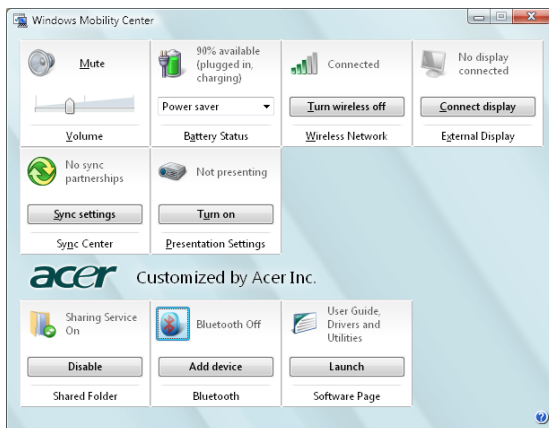 Windows Mobility Center
Mute
Volume
90% available
(plugged in,
charging)
Power saver
Battery Status
Connected
Turn wireless off
Wireless Network
No display
connected
Connect display
External Display
No sync
partnerships
Sync settings
Sync Center
Not presenting
Turn on
Presentation Settings
acer Customized by Acer Inc.
Sharing Service
On
Disable
Shared Folder
Bluetooth Off
Add device
Bluetooth
User Guide,
Drivers and
Utilities
Launch
Software Page